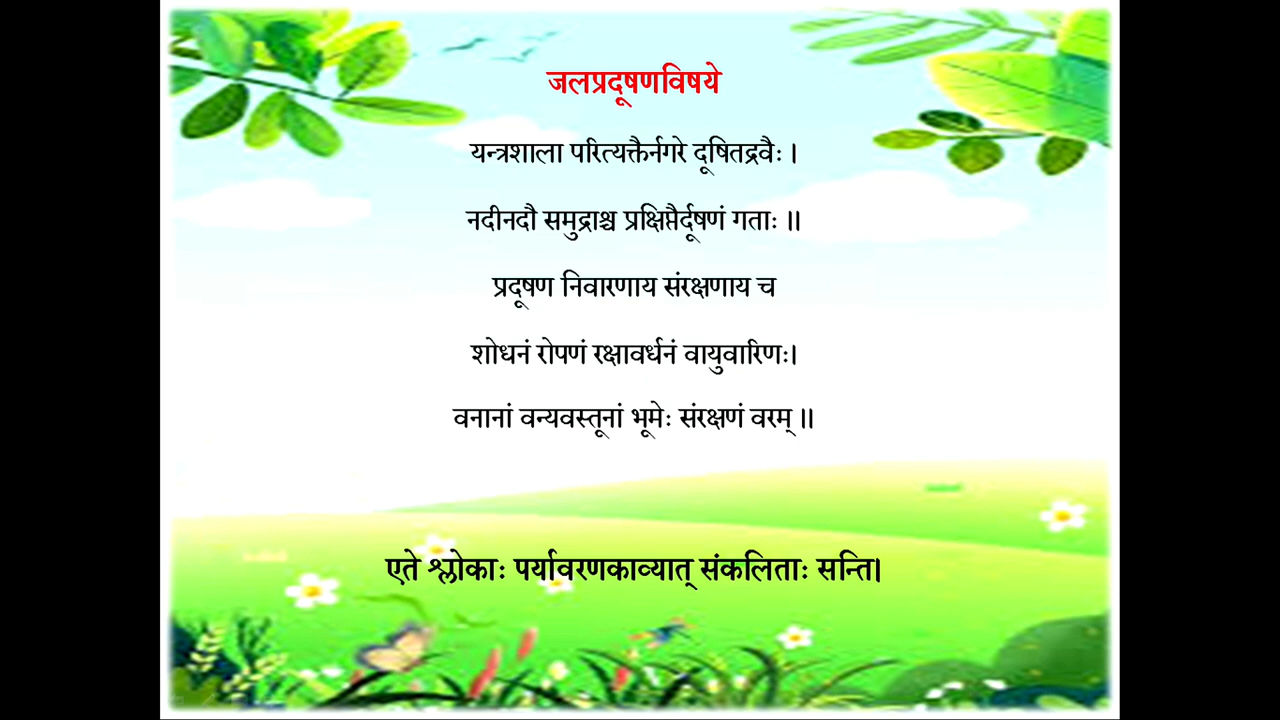 जलप्रदूषणविषये
यन्त्रशाला परित्यक्तैर्नगरे दूषितद्रवैः ।
नदीनदौ समुद्राश्च प्रक्षिप्तैर्दूषणं गताः ॥
प्रदूषण निवारणाय संरक्षणाय च
शोधनं रोपणं रक्षावर्धनं वायुवारिणः।
वनानां वन्यवस्तूनां भूमेः संरक्षणं वरम् ॥
एते श्लोकाः पर्यावरणकाव्यात् संकलिताः सन्ति।